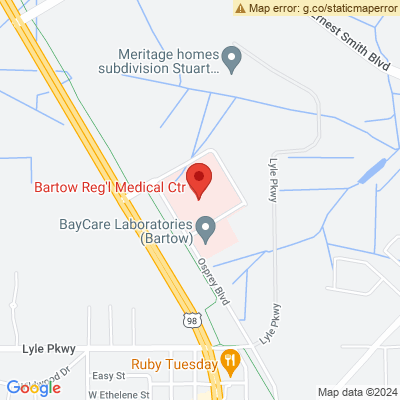 Map error: g.co/staticmaperror
Ernest Smith Blvd
Meritage homes
subdivision Stuart...
Lyle Pkwy
Bartow Reg'l Medical Ctr
BayCare Laboratories
(Bartow)
Osprey Blvd
Lyle Pkwy
98
Lyle Pkwy
Ruby Tuesday
Easy St
W Ethelene St
Google
Map data ©2024